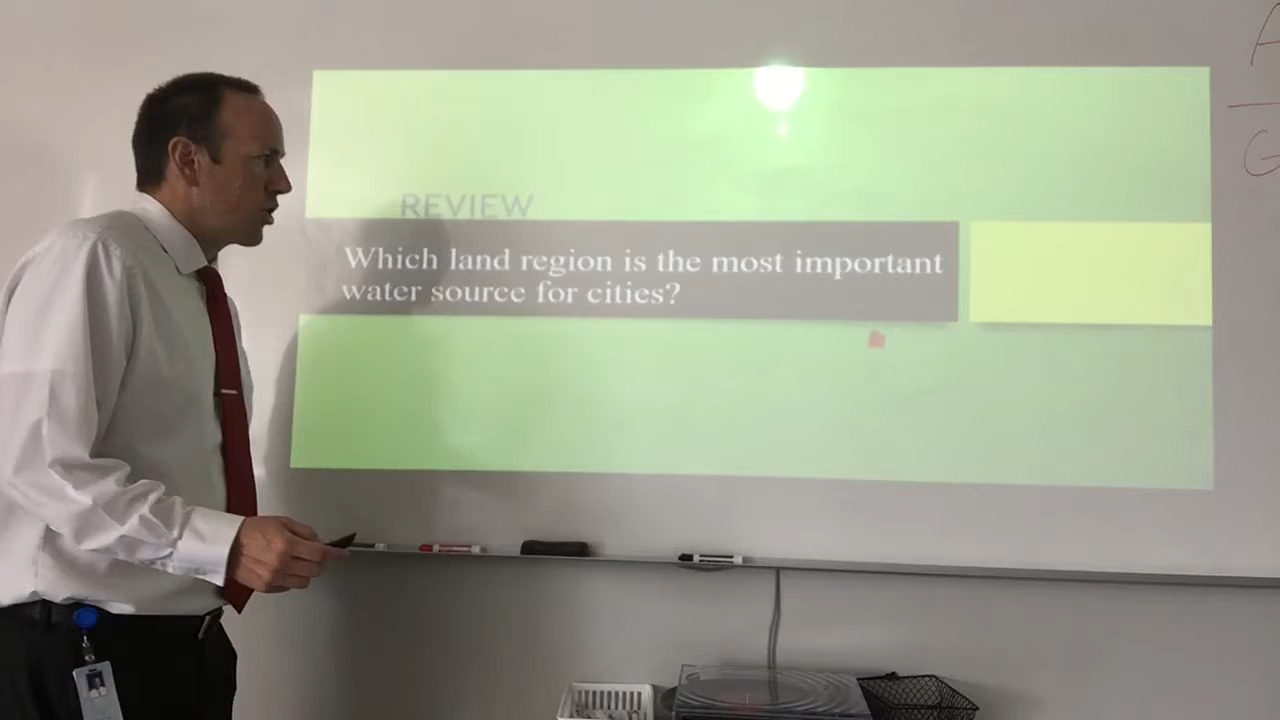 REVIEW
Which land region is the most important
water source for cities?
A
G